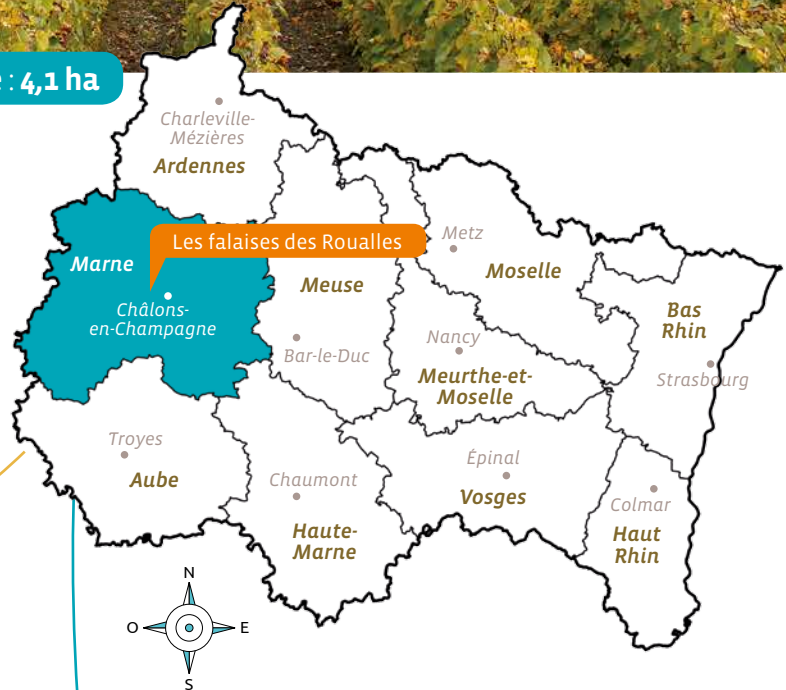 : 4,1 ha
Charleville-
Mézières
Ardennes
Les falaises des Roualles
Marne
Châlons-
en-Champagne
Meuse
Bar-le-Duc
Metz
Moselle
Nancy
Meurthe-et-
Moselle
Bas
Rhin
Strasbourg
Troyes
Aube
Chaumont
Haute-
Marne
Épinal
Vosges
Colmar
Haut
Rhin
N
O
E
S